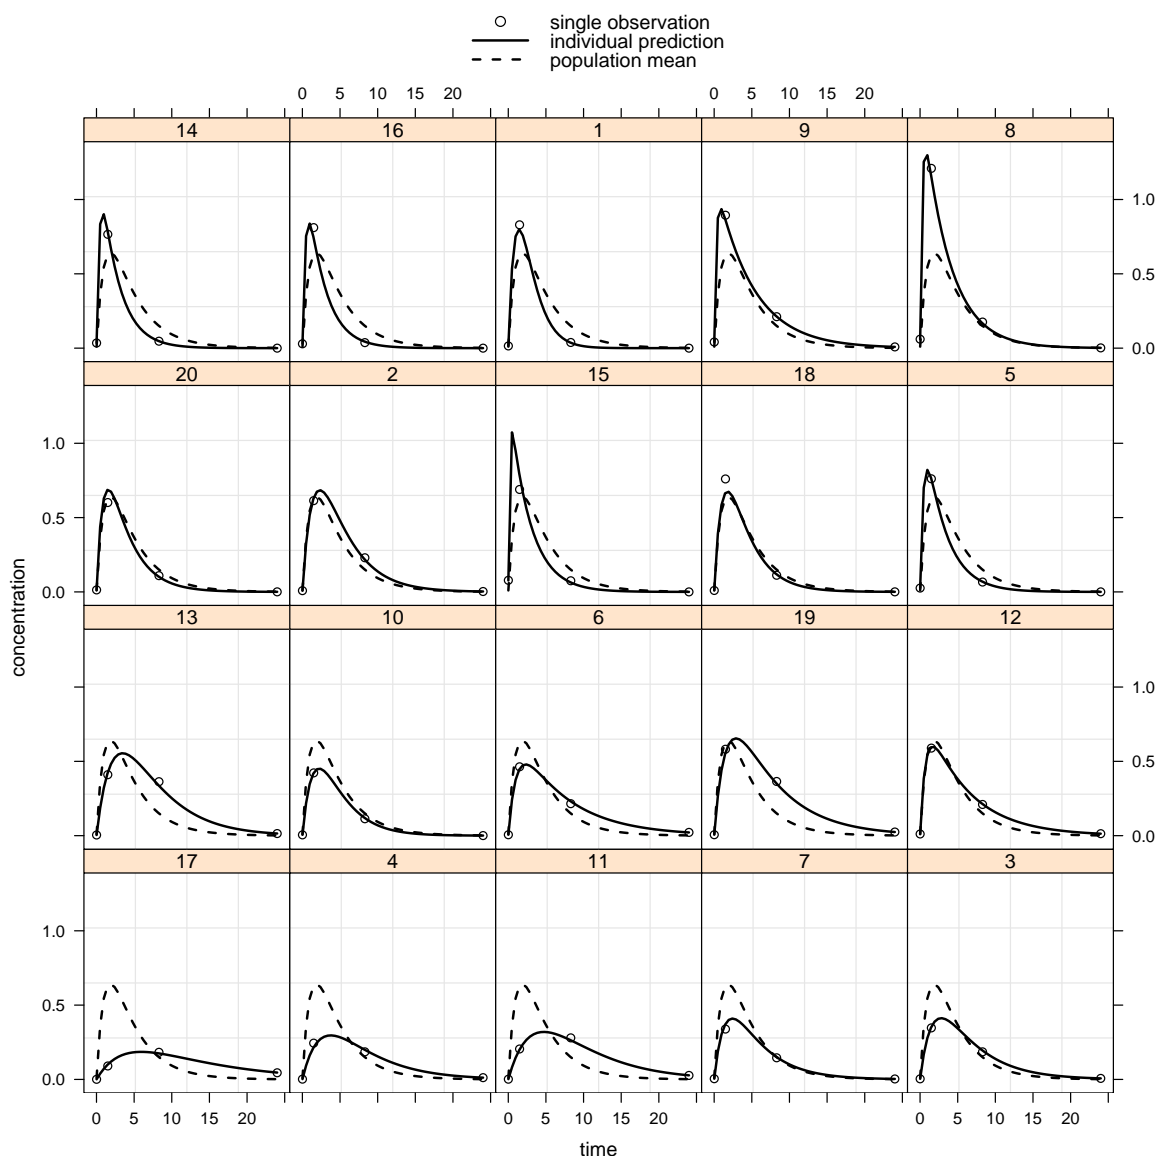 single observation
individual prediction
population mean
0 5 10 15 20 0 5 10 15 20
14 16 1 9 8
1.0
0.5
0.0
20 2 15 18 5
1.0
0.5
0.0
13 10 6 19 12
1.0
0.5
0.0
17 4 11 7 3
1.0
0.5
0.0
concentration
0 5 10 15 20 0 5 10 15 20 0 5 10 15 20
time